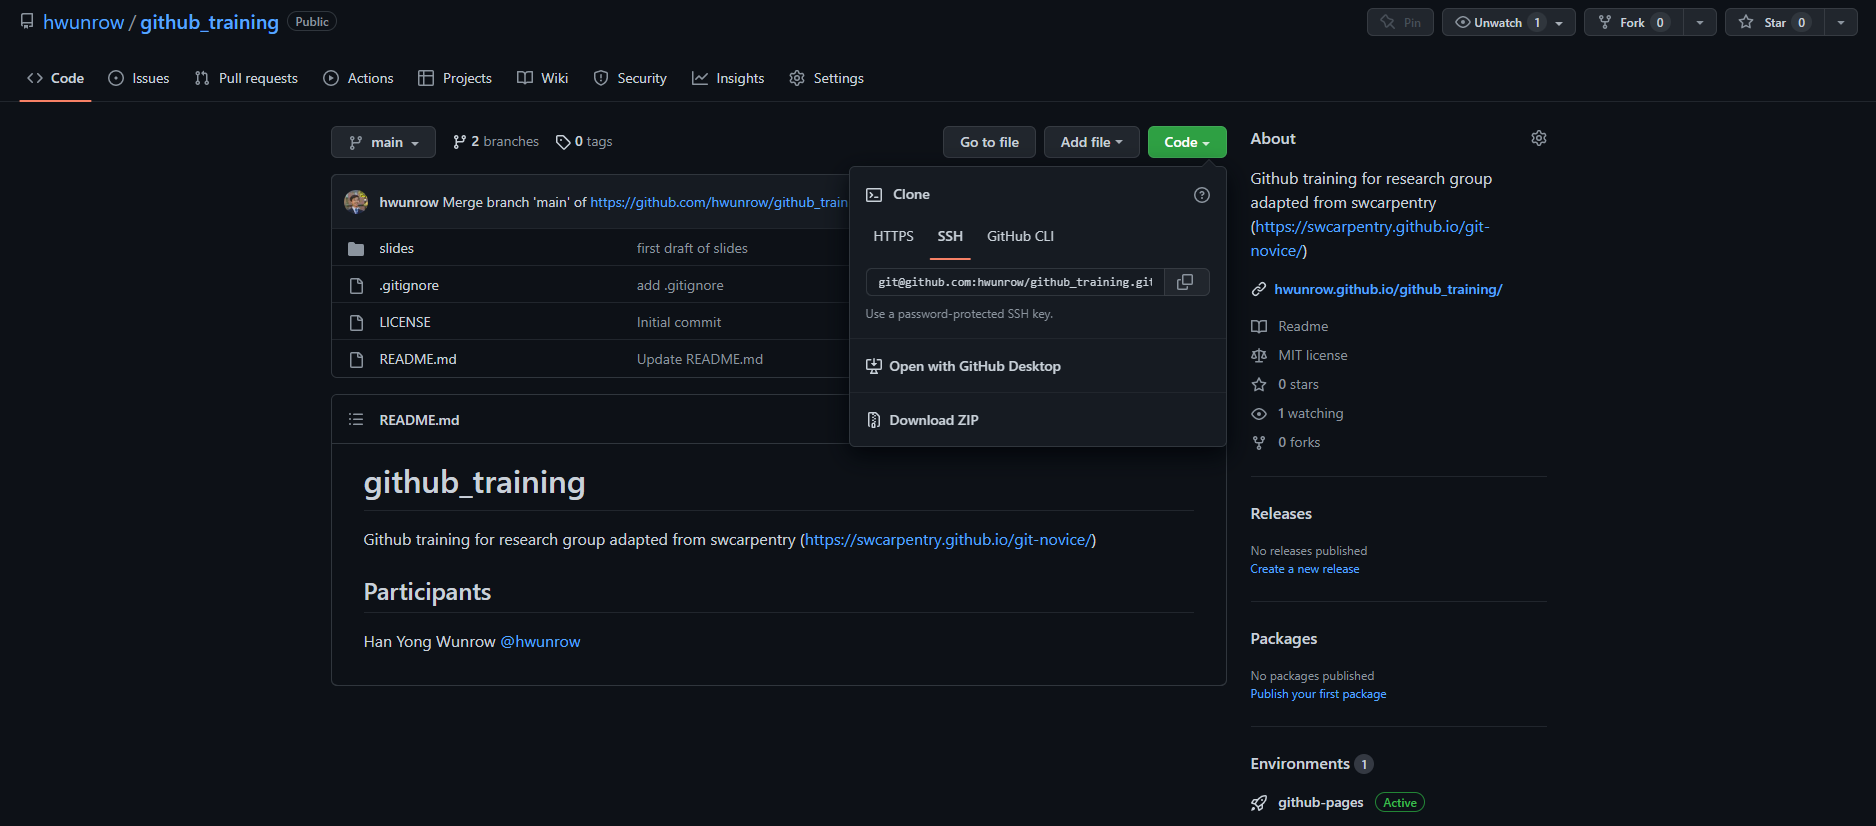 hwunrow / github_training Public
Pin Unwatch 1 Fork 0 Star 0
Code Issues Pull requests Actions Projects Wiki Security Insights Settings
main 2 branches 0 tags Go to file Add file Code
hwunrow Merge branch 'main' of https://github.com/hwunrow/github_train
slides first draft of slides
.gitignore add .gitignore
LICENSE Initial commit
README.md Update README.md
Clone
HTTPS SSH GitHub CLI
git@github.com:hwunrow/github_training.git
Use a password-protected SSH key.
Open with GitHub Desktop
Download ZIP
README.md
github_training
Github training for research group adapted from swcarpentry (https://swcarpentry.github.io/git-novice/)
Participants
Han Yong Wunrow @hwunrow
About
Github training for research group
adapted from swcarpentry
(https://swcarpentry.github.io/git-
novice/)
hwunrow.github.io/github_training/
Readme
MIT license
0 stars
1 watching
0 forks
Releases
No releases published
Create a new release
Packages
No packages published
Publish your first package
Environments 1
github-pages Active